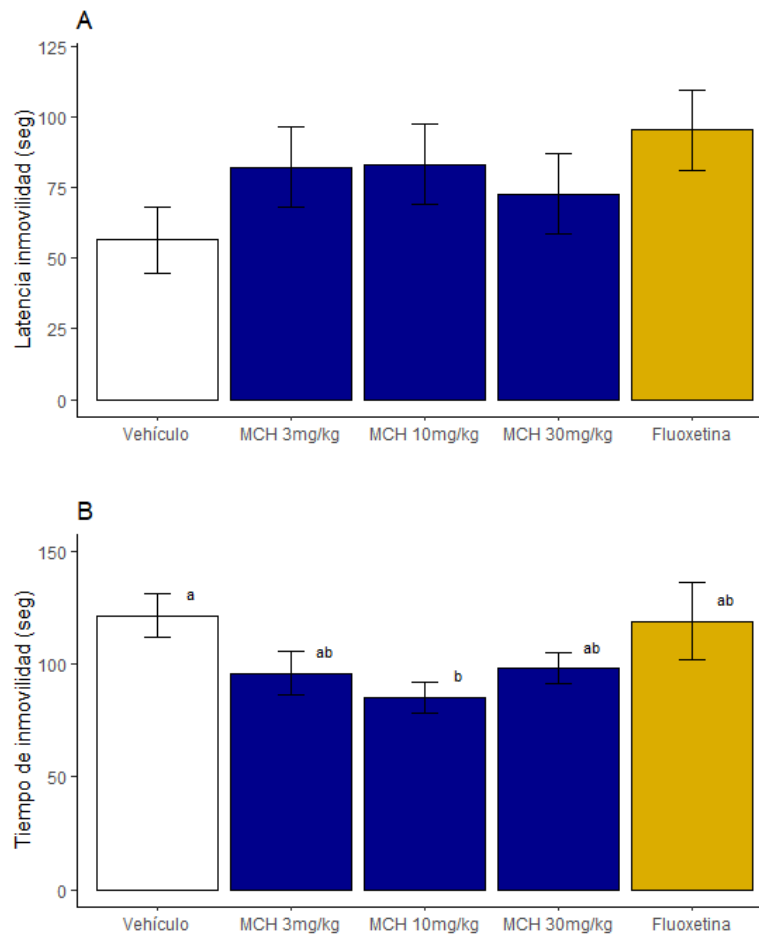 A
Latencia inmovilidad (seg)
125
100
75
50
25
0
Vehículo MCH 3mg/kg MCH 10mg/kg MCH 30mg/kg Fluoxetina
B
Tiempo de inmovilidad (seg)
150
100
50
0
a ab b ab ab
Vehículo MCH 3mg/kg MCH 10mg/kg MCH 30mg/kg Fluoxetina